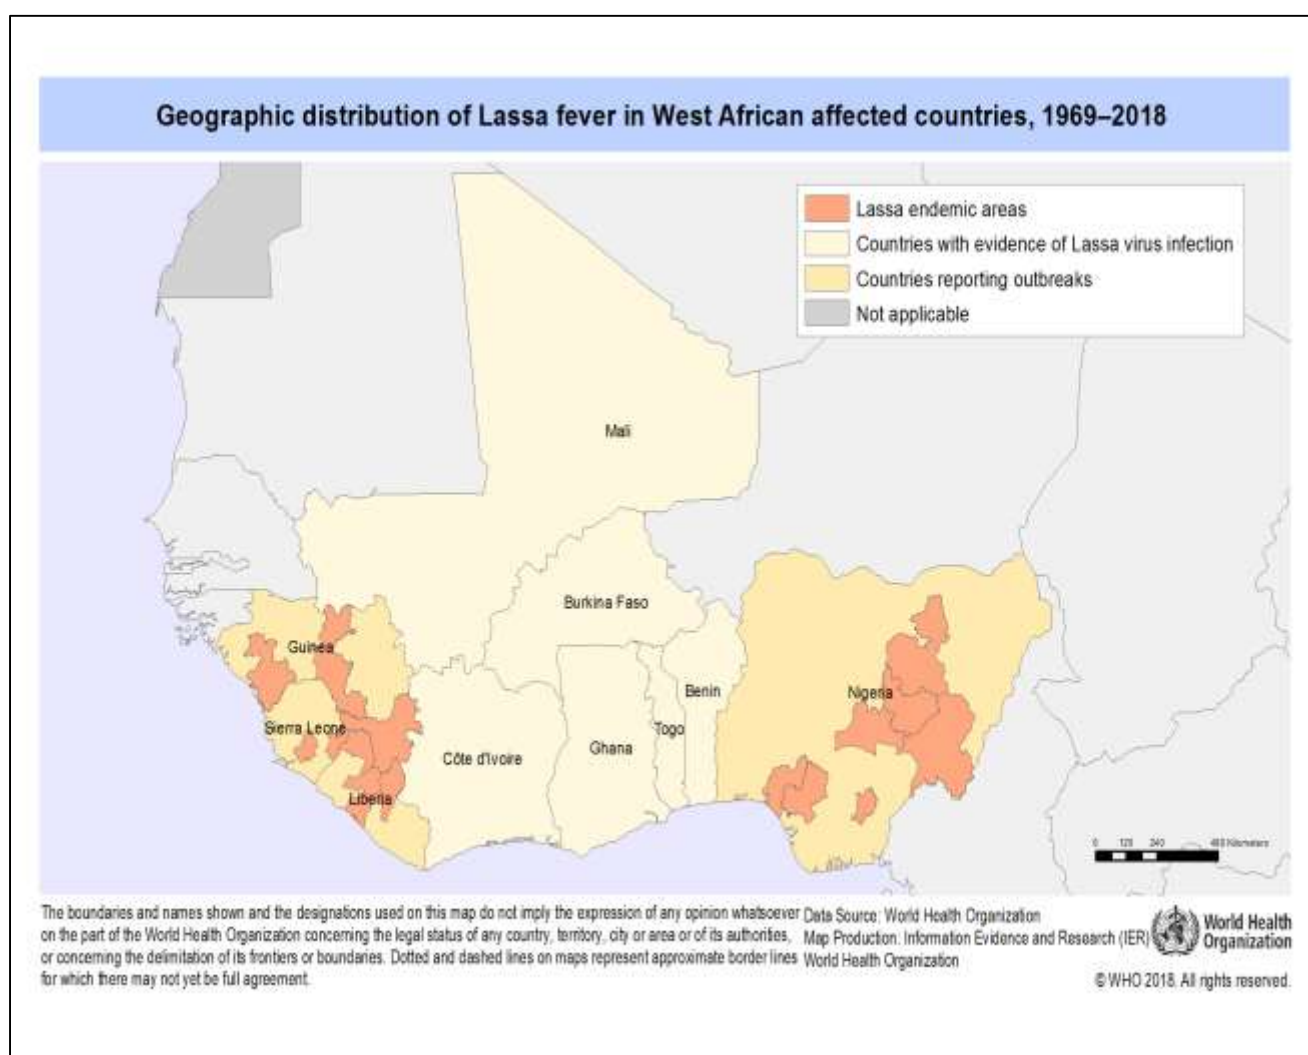 Geographic distribution of Lassa fever in West African affected countries, 1969–2018
Lassa endemic areas
Countries with evidence of Lassa virus infection
Countries reporting outbreaks
Not applicable
Mali
Burkina Faso
Guinea
Sierra Leone
Liberia
Côte d'Ivoire
Ghana
Togo
Benin
Nigeria
0 120 240 480 Kilometers
The boundaries and names shown and the designations used on this map do not imply the expression of any opinion whatsoever
on the part of the World Health Organization concerning the legal status of any country, territory, city or area or of its authorities,
or concerning the delimitation of its frontiers or boundaries. Dotted and dashed lines on maps represent approximate border lines
for which there may not yet be full agreement.
Data Source: World Health Organization
Map Production: Information Evidence and Research (IER)
World Health Organization
World Health
Organization
© WHO 2018. All rights reserved.